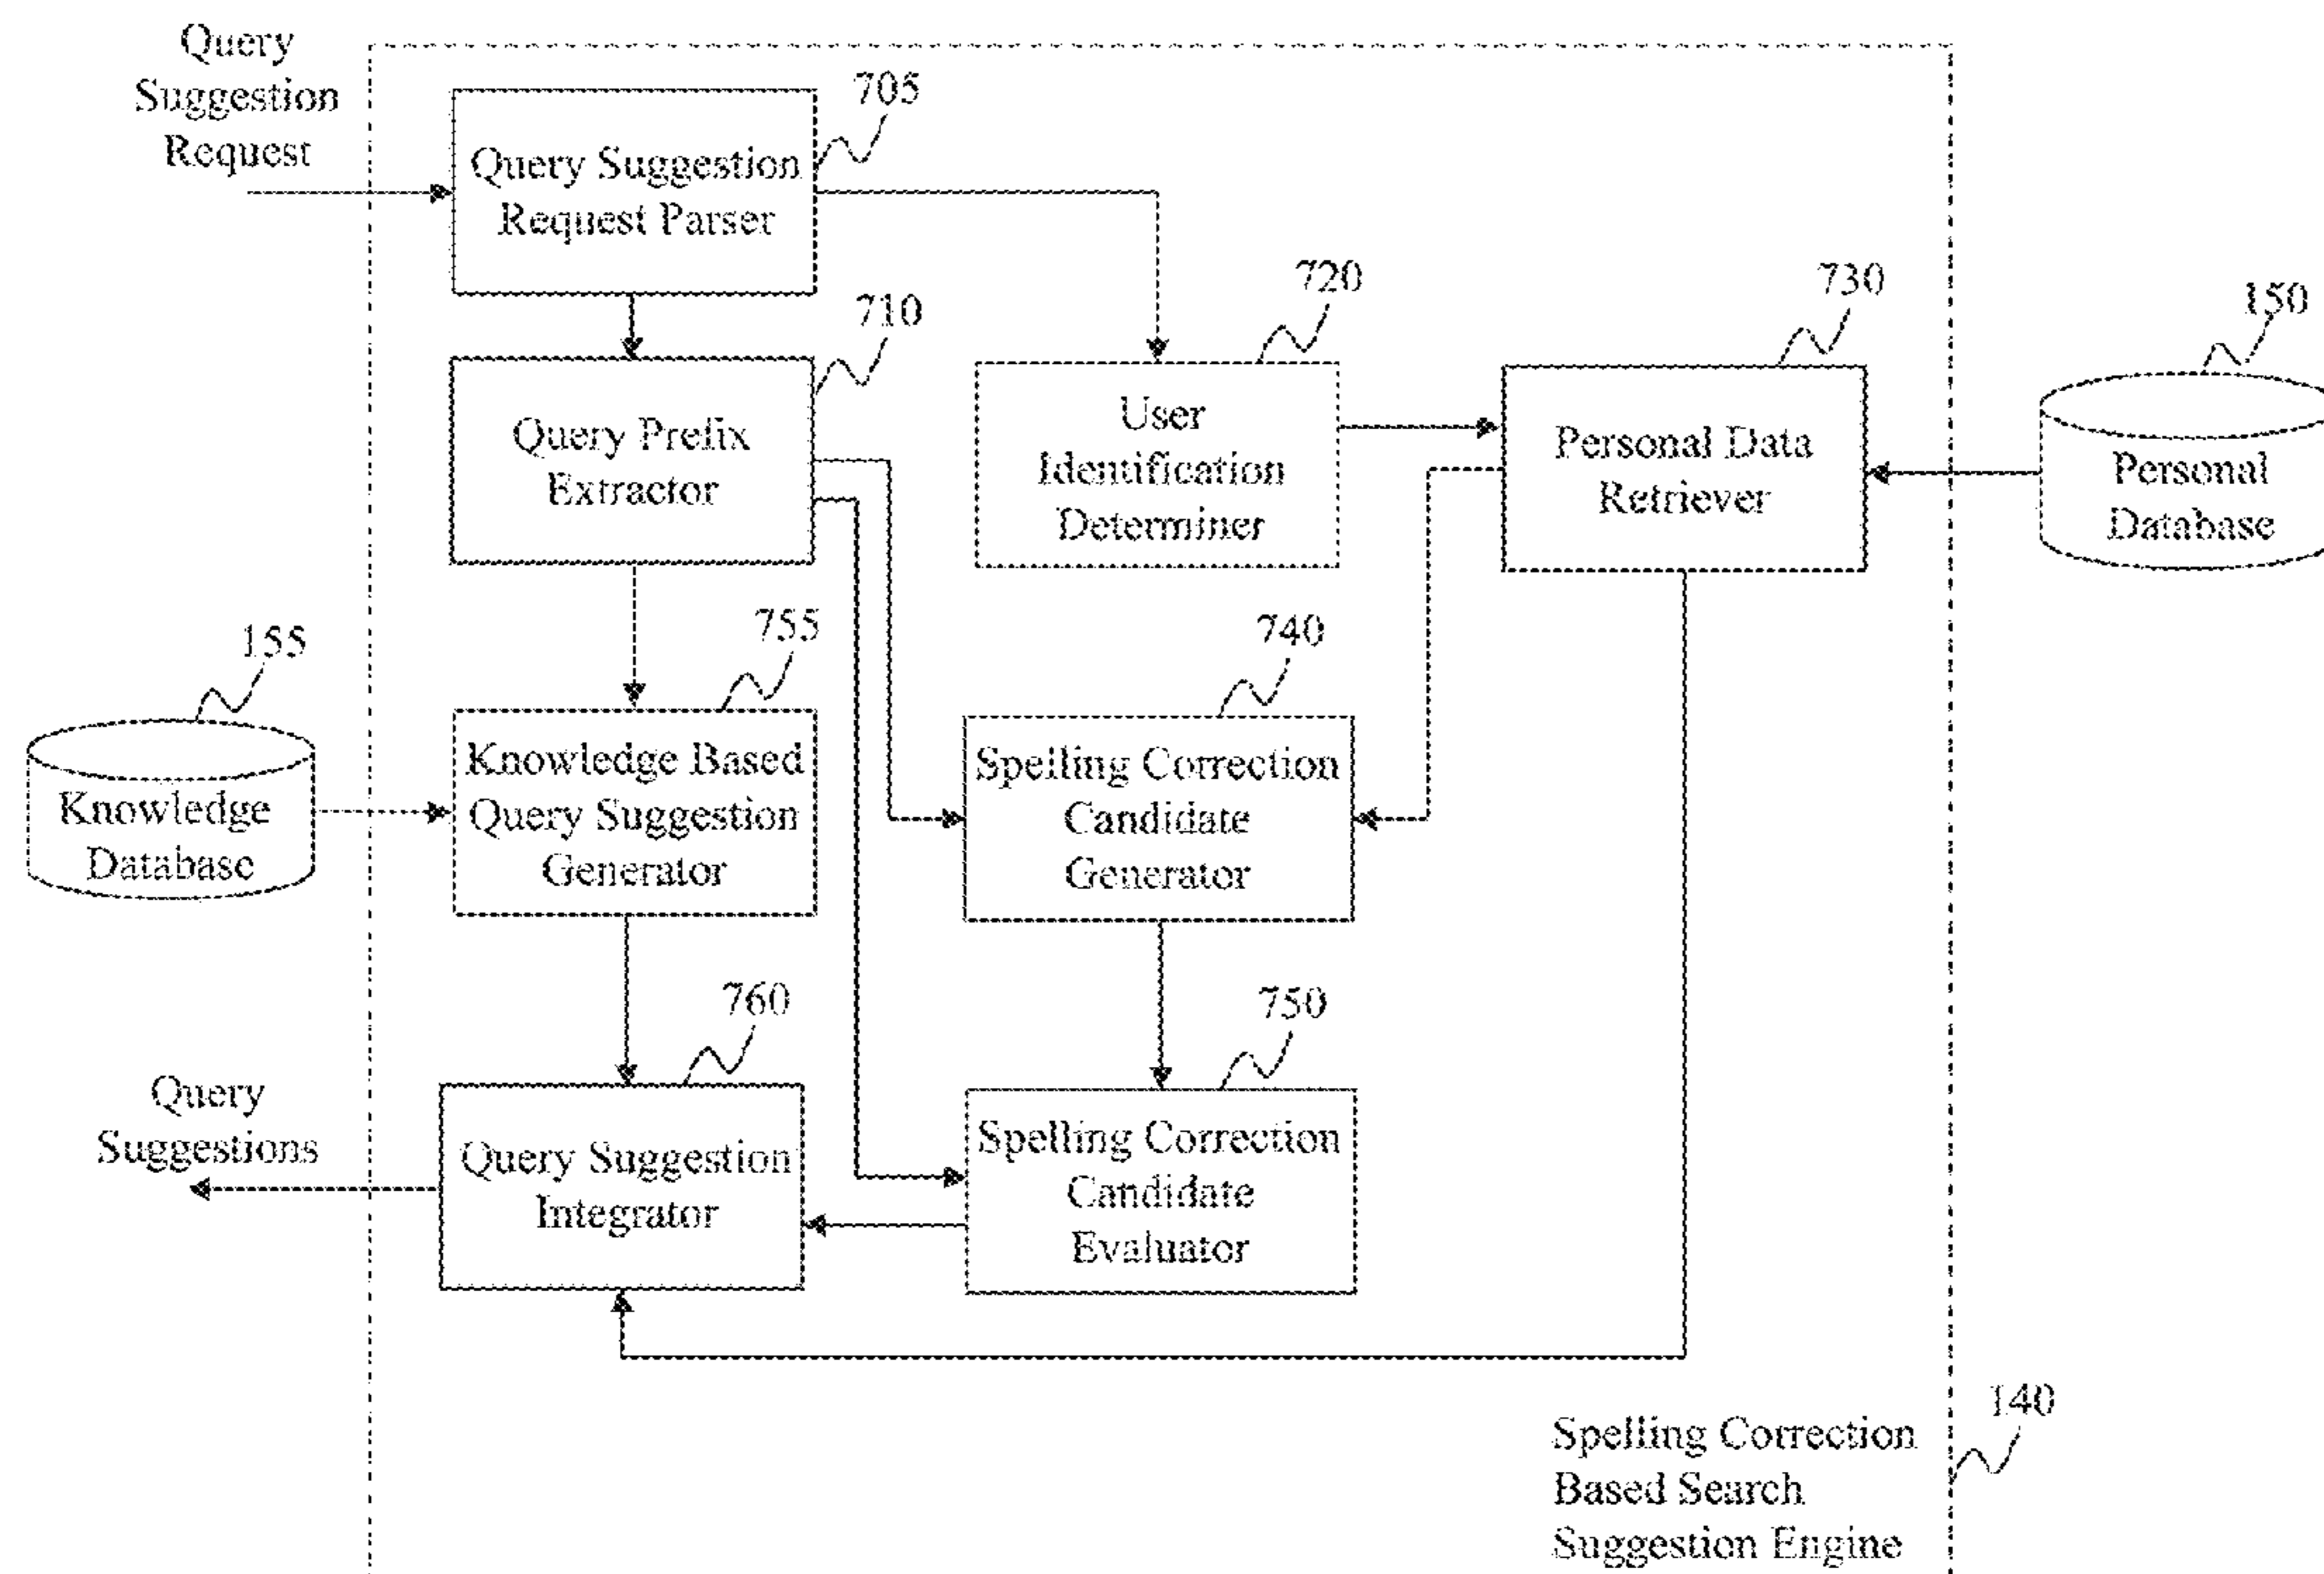 Query
Suggestion
Request
705
Query Suggestion
Request Parser
710
720
730
150
Query Prefix
Extractor
User
Identification
Determiner
Personal Data
Retriever
Personal
Database
155
755
740
Knowledge
Database
Knowledge Based
Query Suggestion
Generator
Spelling Correction
Candidate
Generator
760
750
Query
Suggestions
Query Suggestion
Integrator
Spelling Correction
Candidate
Evaluator
140
Spelling Correction
Based Search
Suggestion Engine